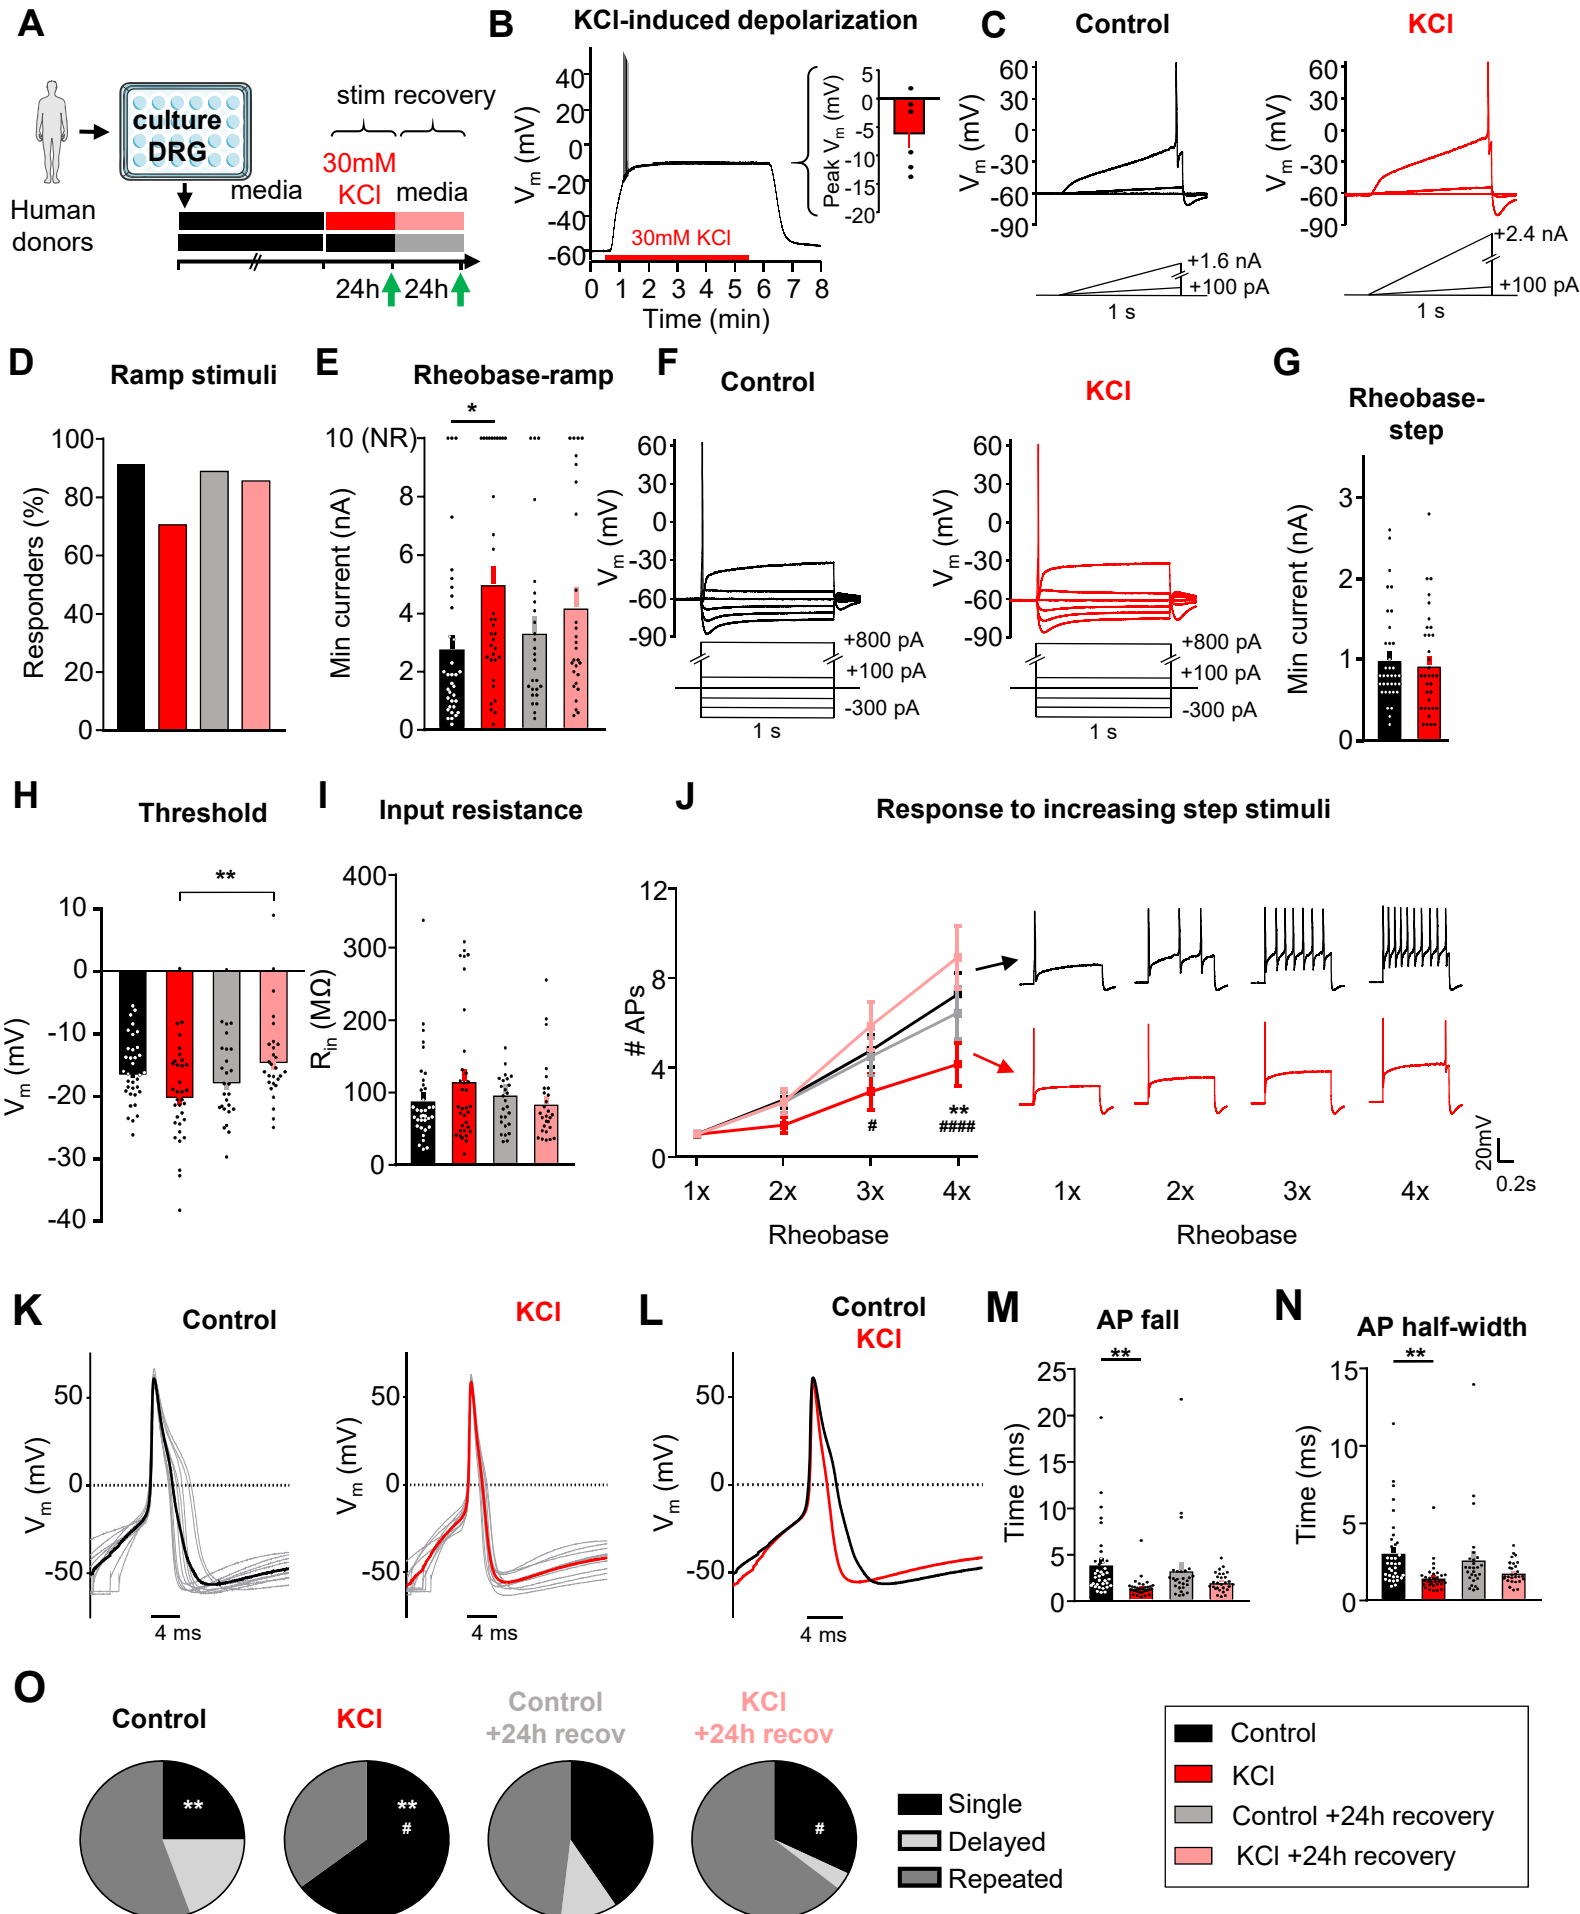 A
stim recovery
culture
DRG
30mM
KCl
media
media
Human
donors
24h
24h
B
KCl-induced depolarization
Vm (mV)
40
20
0
-20
-40
-60
30mM KCl
0 1 2 3 4 5 6 7 8
Time (min)
Peak Vm (mV)
5
0
-5
-10
-15
-20
C
Control
KCl
Vm (mV)
60
30
0
-30
-60
-90
+1.6 nA
+100 pA
1 s
Vm (mV)
60
30
0
-30
-60
-90
+2.4 nA
+100 pA
1 s
D
Ramp stimuli
Responders (%)
100
80
60
40
20
0
E
Rheobase-ramp
*
Min current (nA)
10 (NR)
8
6
4
2
0
F
Control
KCl
Vm (mV)
60
30
0
-30
-60
-90
+800 pA
+100 pA
-300 pA
1 s
Vm (mV)
60
30
0
-30
-60
-90
+800 pA
+100 pA
-300 pA
1 s
G
Rheobase-
step
Min current (nA)
3
2
1
0
H
Threshold
**
Vm (mV)
10
0
-10
-20
-30
-40
I
Input resistance
Rin (MΩ)
400
300
200
100
0
J
Response to increasing step stimuli
# APs
12
8
4
0
#
**
####
1x 2x 3x 4x
Rheobase
1x 2x 3x 4x
Rheobase
20mV
0.2s
K
Control
KCl
Vm (mV)
50
0
-50
4 ms
Vm (mV)
50
0
-50
4 ms
L
Control
KCl
Vm (mV)
50
0
-50
4 ms
M
AP fall
**
Time (ms)
25
20
15
10
5
0
N
AP half-width
**
Time (ms)
15
10
5
0
O
Control
**
KCl
**
#
Control
+24h recov
KCl
+24h recov
#
Single
Delayed
Repeated
Control
KCl
Control +24h recovery
KCl +24h recovery